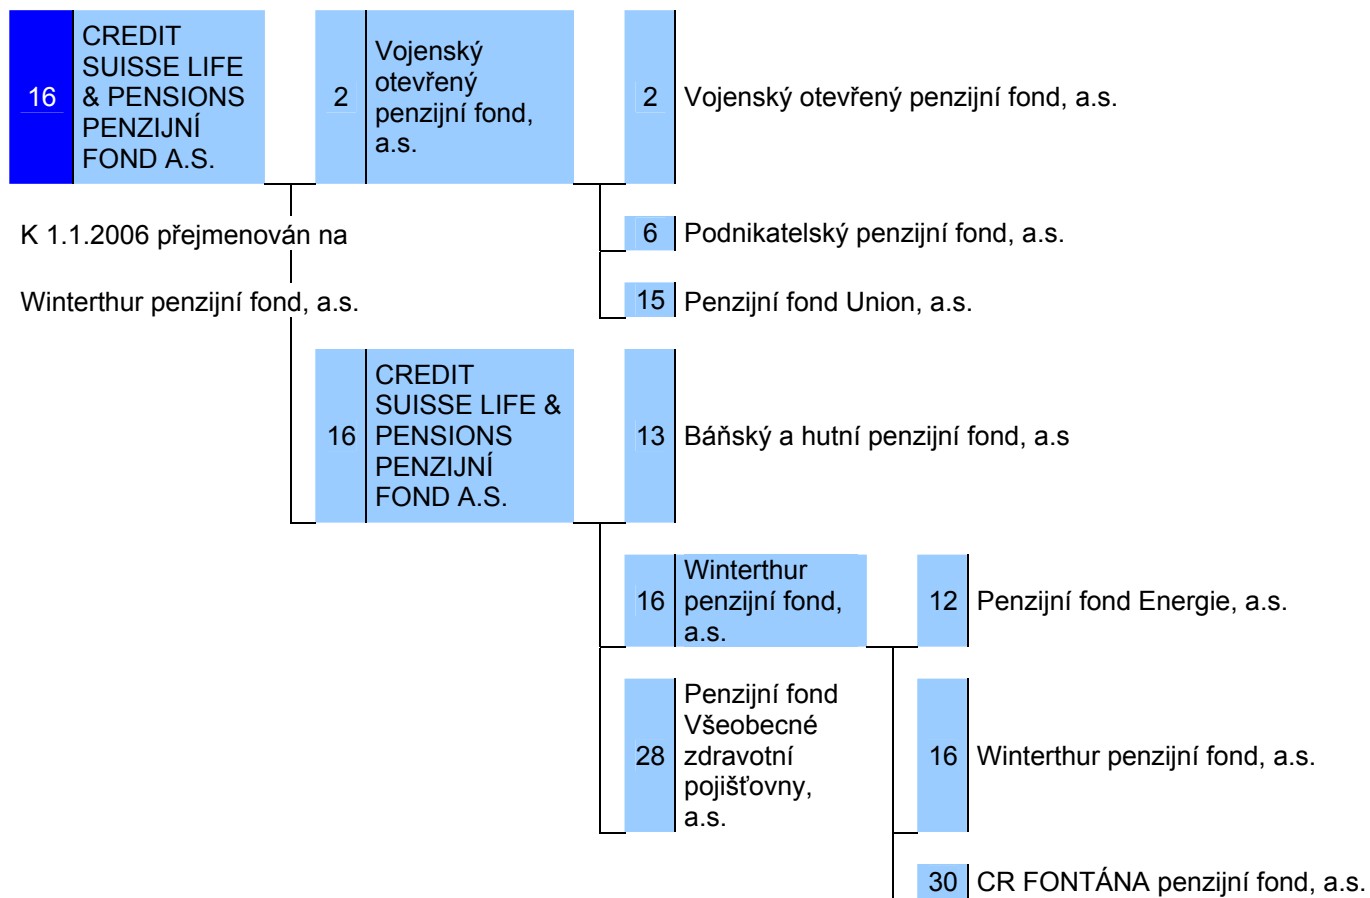 16
CREDIT
SUISSE LIFE
& PENSIONS
PENZIJNÍ
FOND A.S.
2
Vojenský
otevřený
penzijní fond,
a.s.
2
Vojenský otevřený penzijní fond, a.s.
K 1.1.2006 přejmenován na
6
Podnikatelský penzijní fond, a.s.
Winterthur penzijní fond, a.s.
15
Penzijní fond Union, a.s.
16
CREDIT
SUISSE LIFE &
PENSIONS
PENZIJNÍ
FOND A.S.
13
Báňský a hutní penzijní fond, a.s
16
Winterthur
penzijní fond,
a.s.
12
Penzijní fond Energie, a.s.
28
Penzijní fond
Všeobecné
zdravotní
pojišťovny,
a.s.
16
Winterthur penzijní fond, a.s.
30
CR FONTÁNA penzijní fond, a.s.